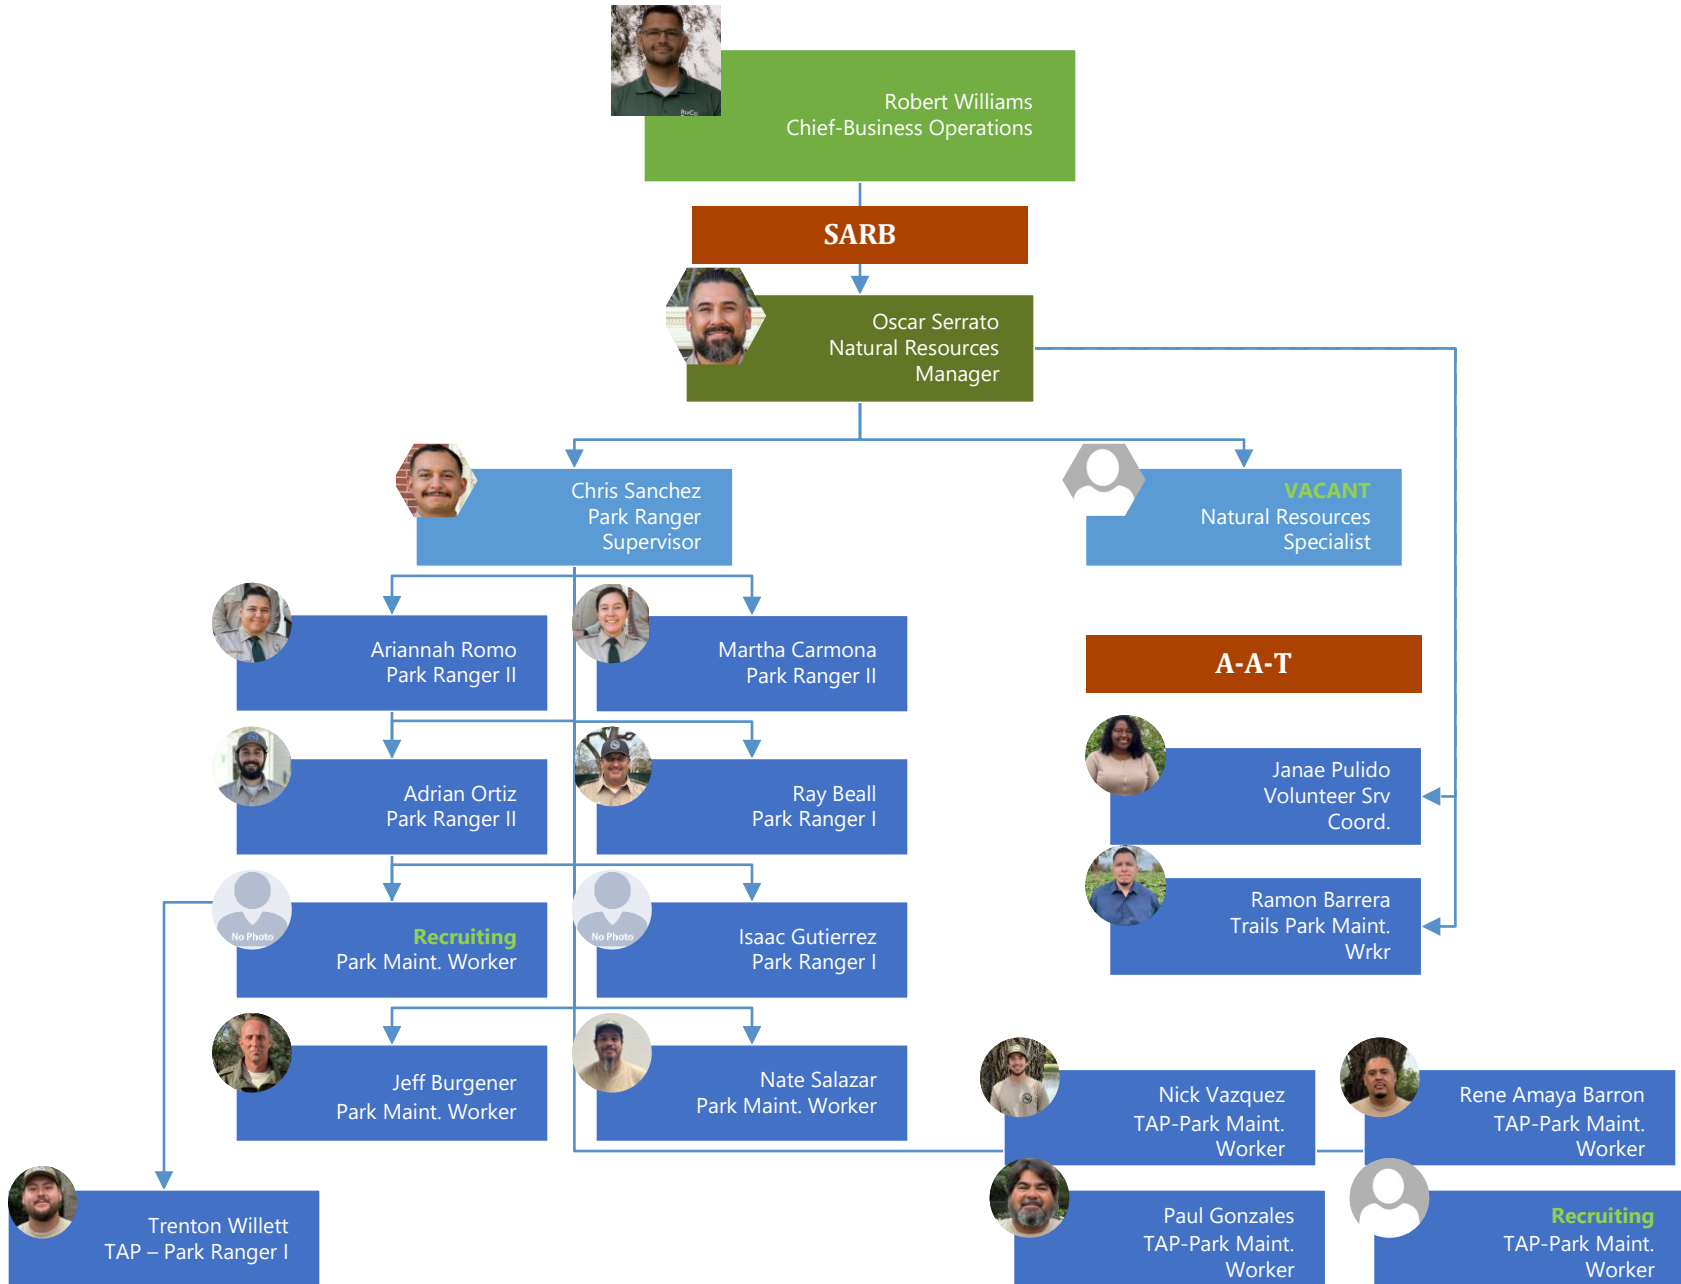 Robert Williams
Chief-Business Operations
SARB
Oscar Serrato
Natural Resources
Manager
Chris Sanchez
Park Ranger
Supervisor
VACANT
Natural Resources
Specialist
Ariannah Romo
Park Ranger II
Martha Carmona
Park Ranger II
A-A-T
Adrian Ortiz
Park Ranger II
Ray Beall
Park Ranger I
Janae Pulido
Volunteer Srv
Coord.
No Photo
Recruiting
Park Maint. Worker
No Photo
Isaac Gutierrez
Park Ranger I
Ramon Barrera
Trails Park Maint.
Wrkr
Jeff Burgener
Park Maint. Worker
Nate Salazar
Park Maint. Worker
Nick Vazquez
TAP-Park Maint.
Worker
Rene Amaya Barron
TAP-Park Maint.
Worker
Trenton Willett
TAP – Park Ranger I
Paul Gonzales
TAP-Park Maint.
Worker
Recruiting
TAP-Park Maint.
Worker